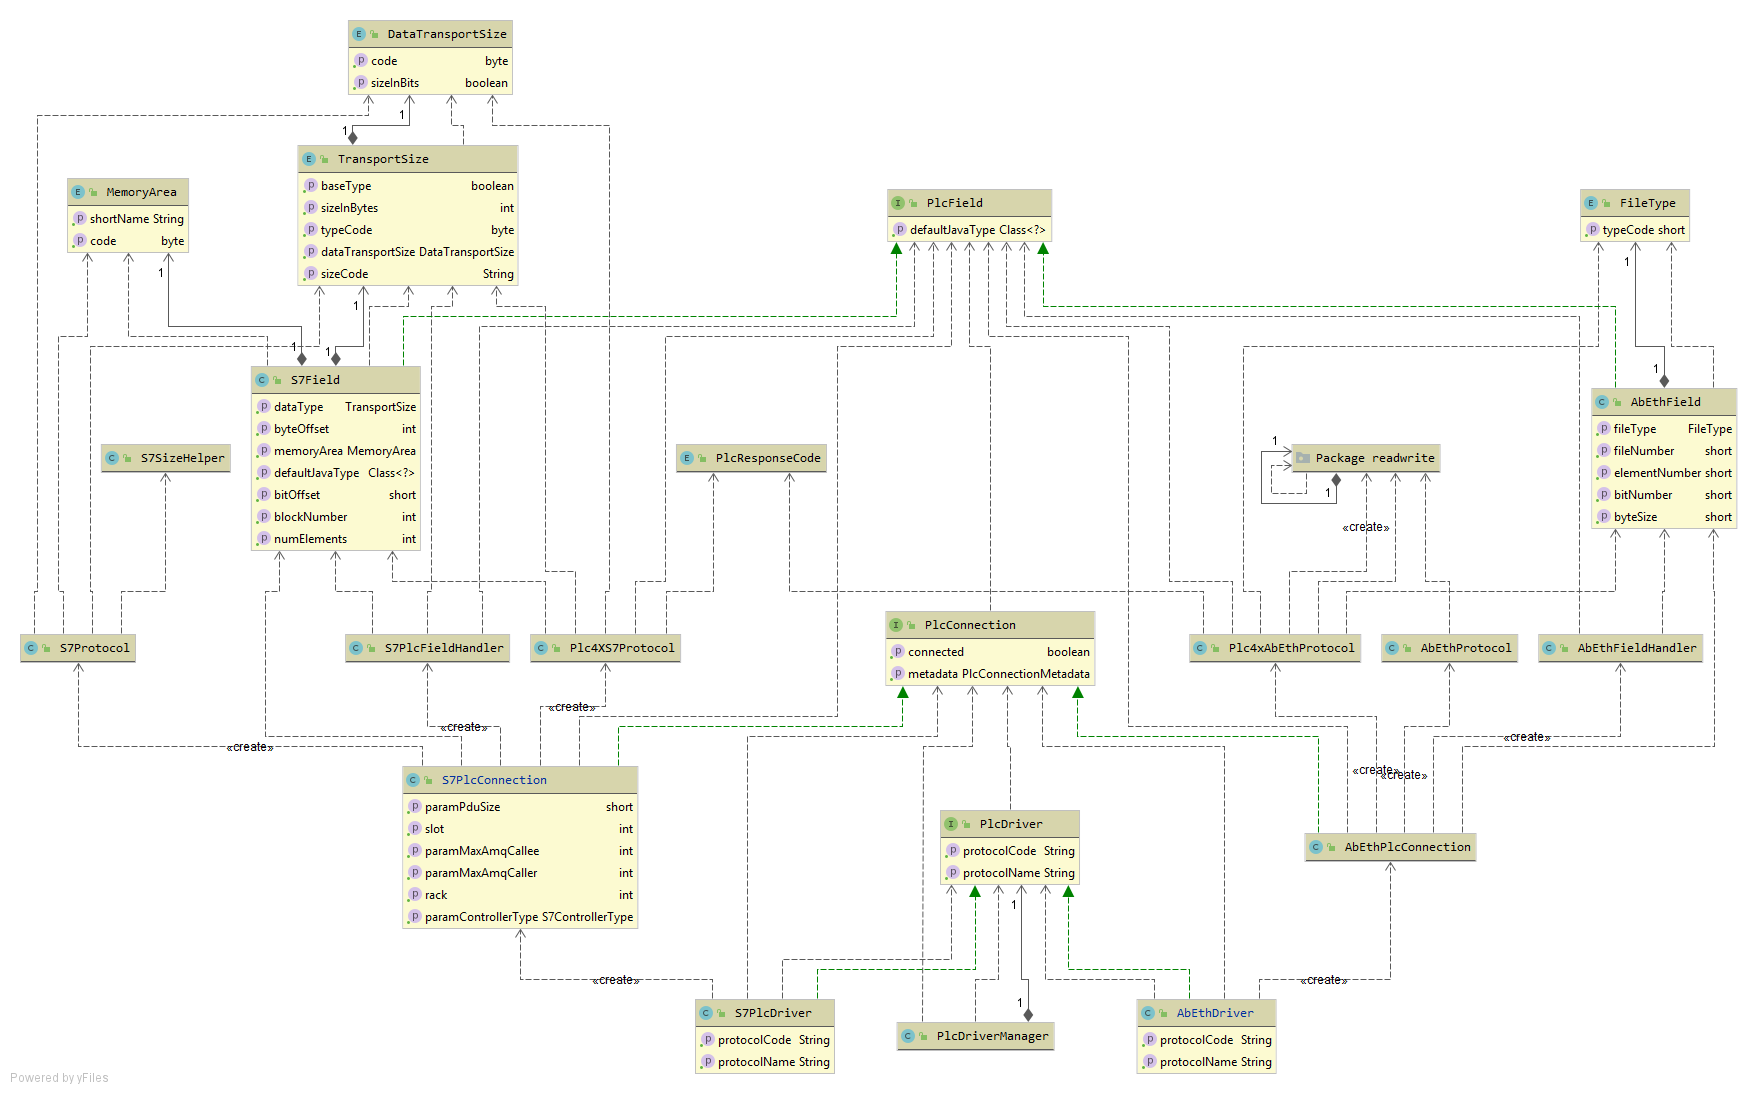 DataTransportSize
code byte
sizeInBits boolean
1
1
TransportSize
baseType boolean
sizeInBytes int
typeCode byte
dataTransportSize DataTransportSize
sizeCode String
MemoryArea
shortName String
code byte
1
1
1
1
PlcField
defaultJavaType Class<?>
FileType
typeCode short
1
1
S7Field
dataType TransportSize
byteOffset int
memoryArea MemoryArea
defaultJavaType Class<?>
bitOffset short
blockNumber int
numElements int
AbEthField
fileType FileType
fileNumber short
elementNumber short
bitNumber short
byteSize short
S7SizeHelper
PlcResponseCode
1
Package readwrite
1
«create»
S7Protocol
S7PlcFieldHandler
Plc4XS7Protocol
PlcConnection
connected boolean
metadata PlcConnectionMetadata
Plc4xAbEthProtocol
AbEthProtocol
AbEthFieldHandler
«create»
«create»
«create»
«create»
«create»
«create»
S7PlcConnection
paramPduSize short
slot int
paramMaxAmqCallee int
paramMaxAmqCaller int
rack int
paramControllerType S7ControllerType
PlcDriver
protocolCode String
protocolName String
AbEthPlcConnection
1
1
«create»
«create»
S7PlcDriver
protocolCode String
protocolName String
PlcDriverManager
AbEthDriver
protocolCode String
protocolName String
Powered by yFiles